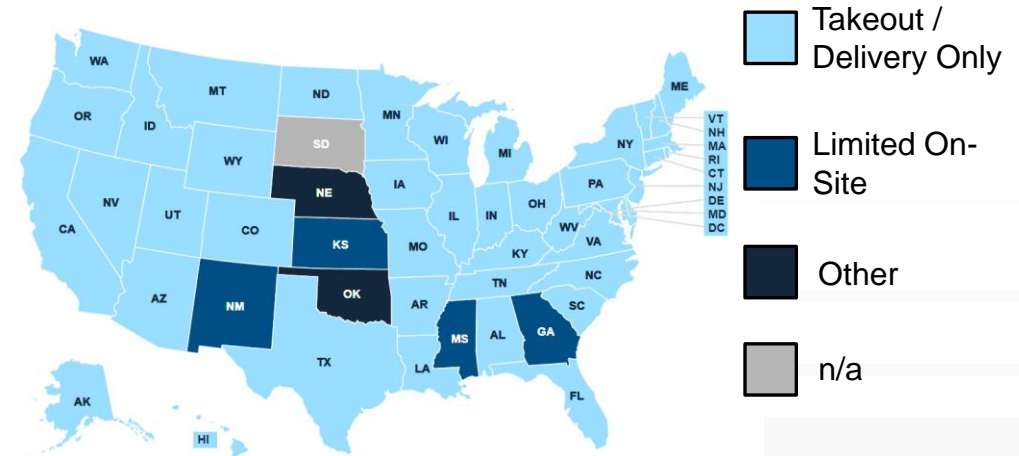 WA
MT
ND
MN
ME
OR
ID
SD
WI
MI
NY
VT
NH
MA
RI
CT
NJ
DE
MD
DC
WY
NE
IA
PA
NV
UT
CO
IL
IN
OH
CA
KS
MO
WV
VA
KY
NC
TN
AZ
NM
OK
AR
SC
MS
AL
GA
TX
LA
FL
AK
HI
Takeout /
Delivery Only
Limited On-
Site
Other
n/a